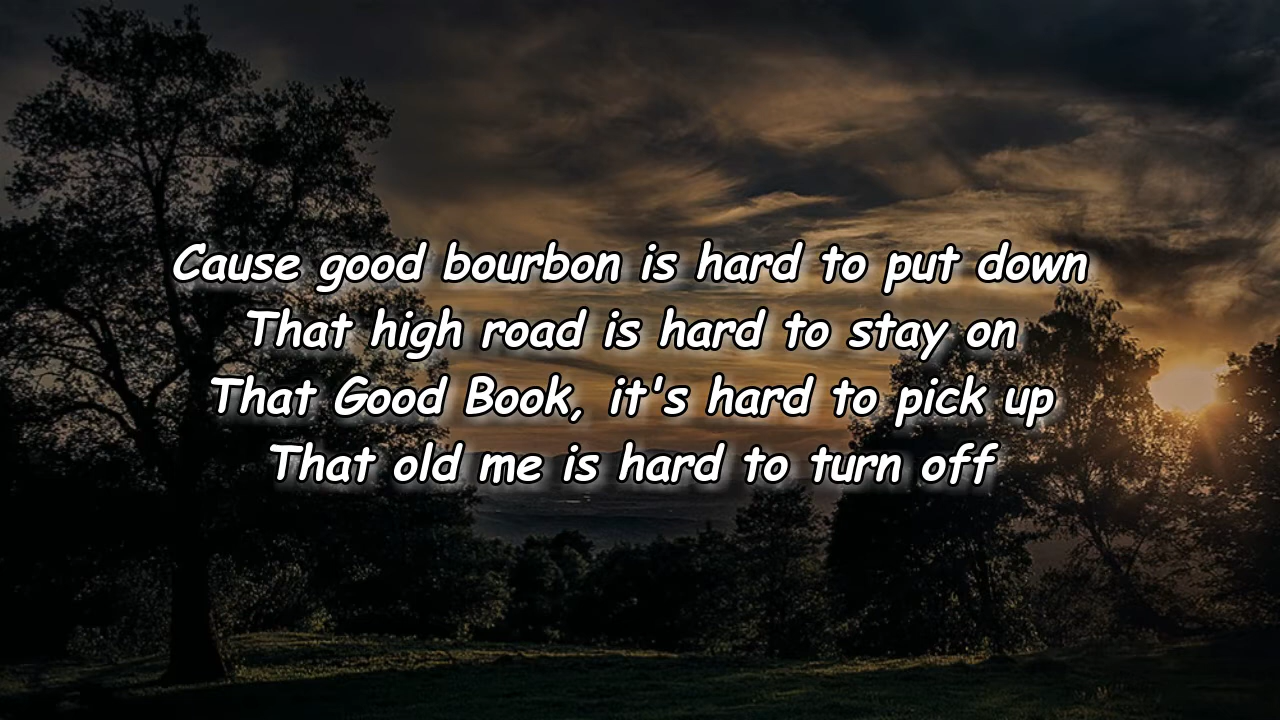 Cause good bourbon is hard to put down
That high road is hard to stay on
That Good Book, it's hard to pick up
That old me is hard to turn off